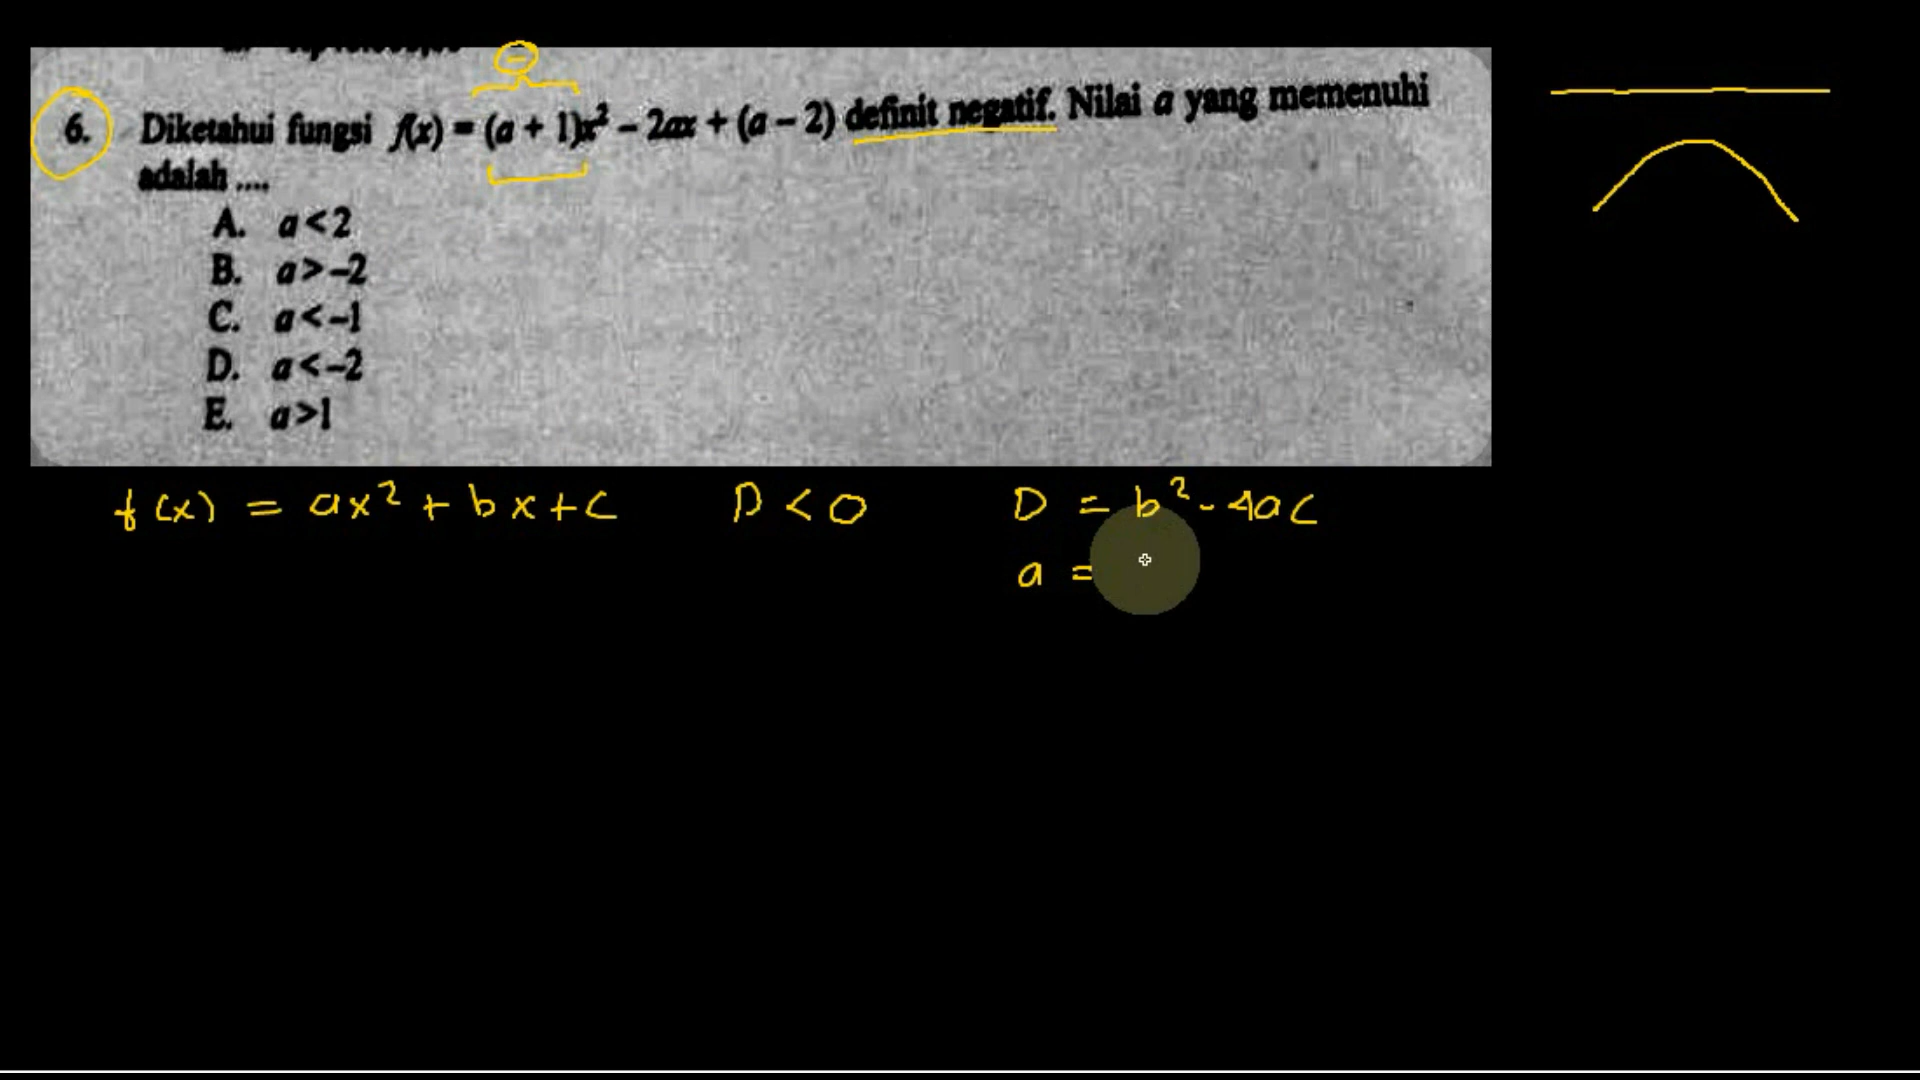 6. Diketahui fungsi f(x) = (a + 1)x² – 2ax + (a – 2) definit negatif. Nilai a yang memenuhi
adalah ....
A. a < 2
B. a > –2
C. a < –1
D. a < –2
E. a > 1
f(x) = ax² + bx + c D < 0 D = b² - 4ac
a =